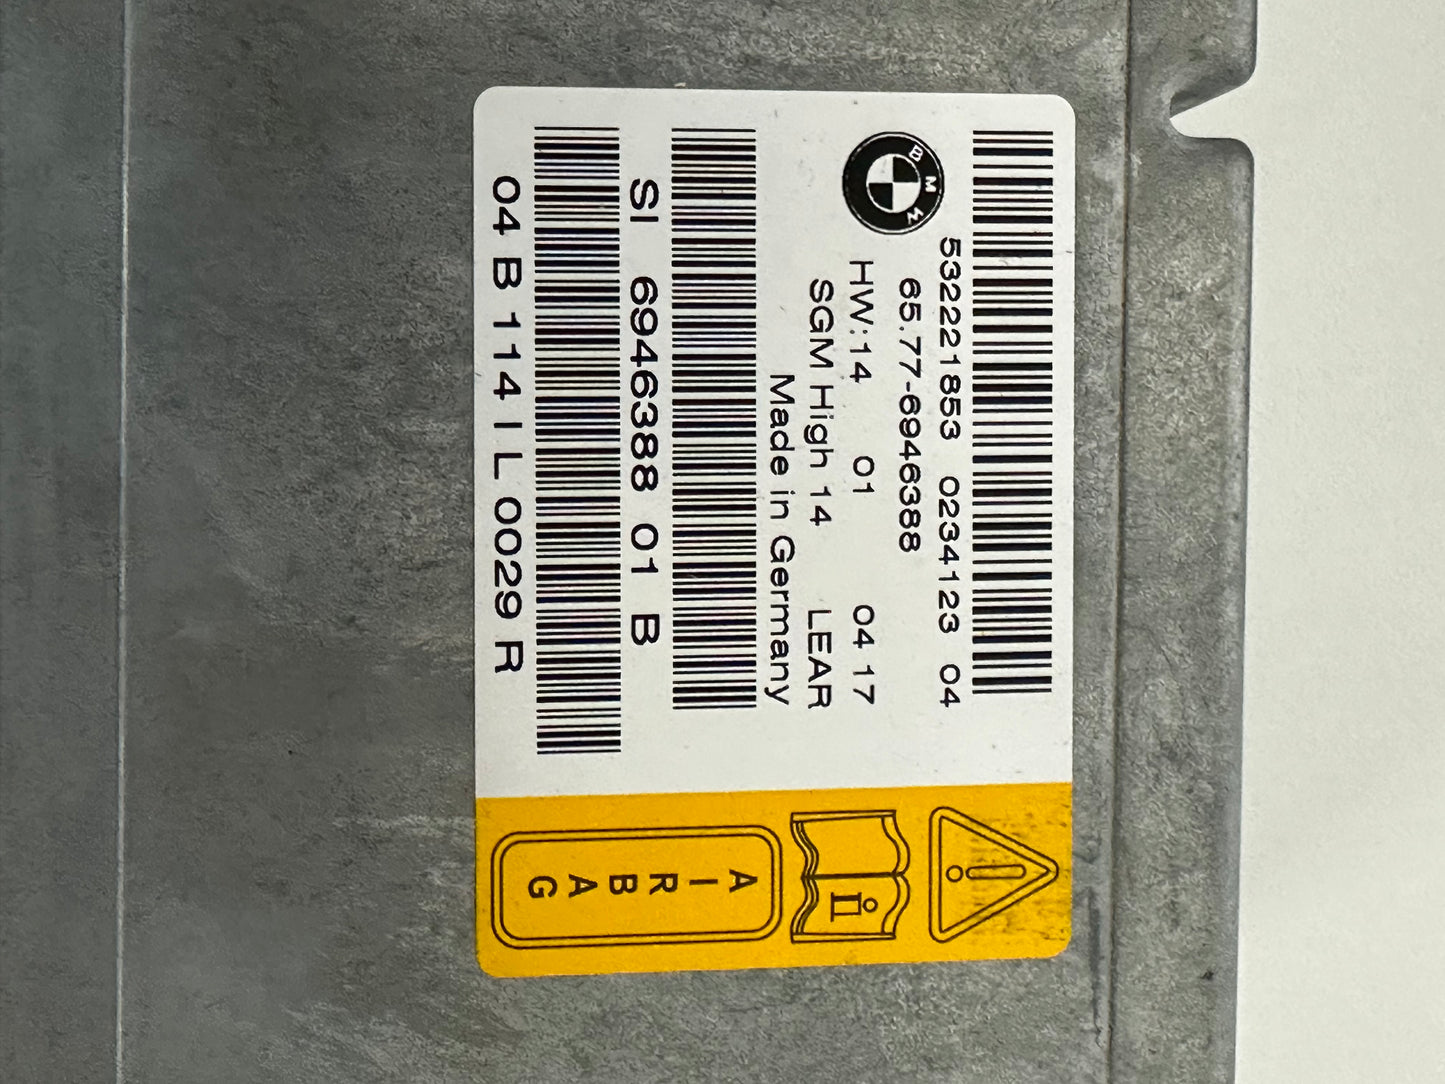 532221853 0234123 04
BMW
65.77-6946388
HW:14 01 04 17
SGM High 14 LEAR
Made in Germany
SI 6946388 01 B
04 B 114 I L 0029 R
AIRBAG